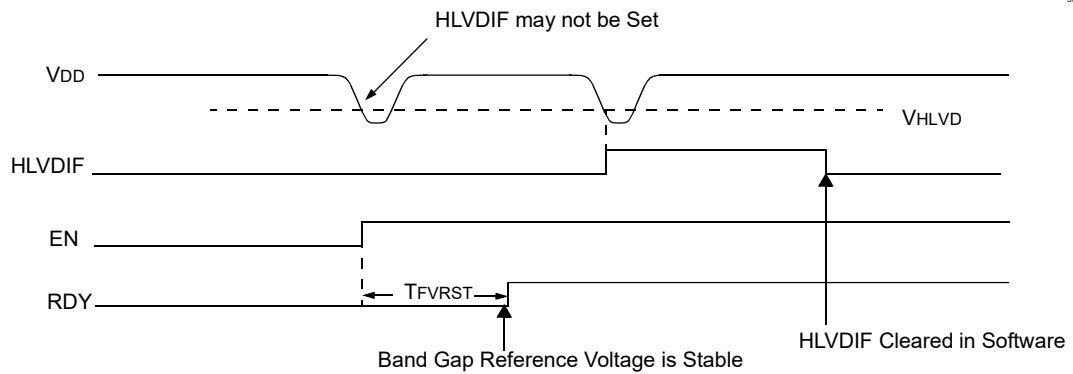 HLVDIF may not be Set
VDD
VHLVD
HLVDIF
EN
TFVRST
RDY
HLVDIF Cleared in Software
Band Gap Reference Voltage is Stable